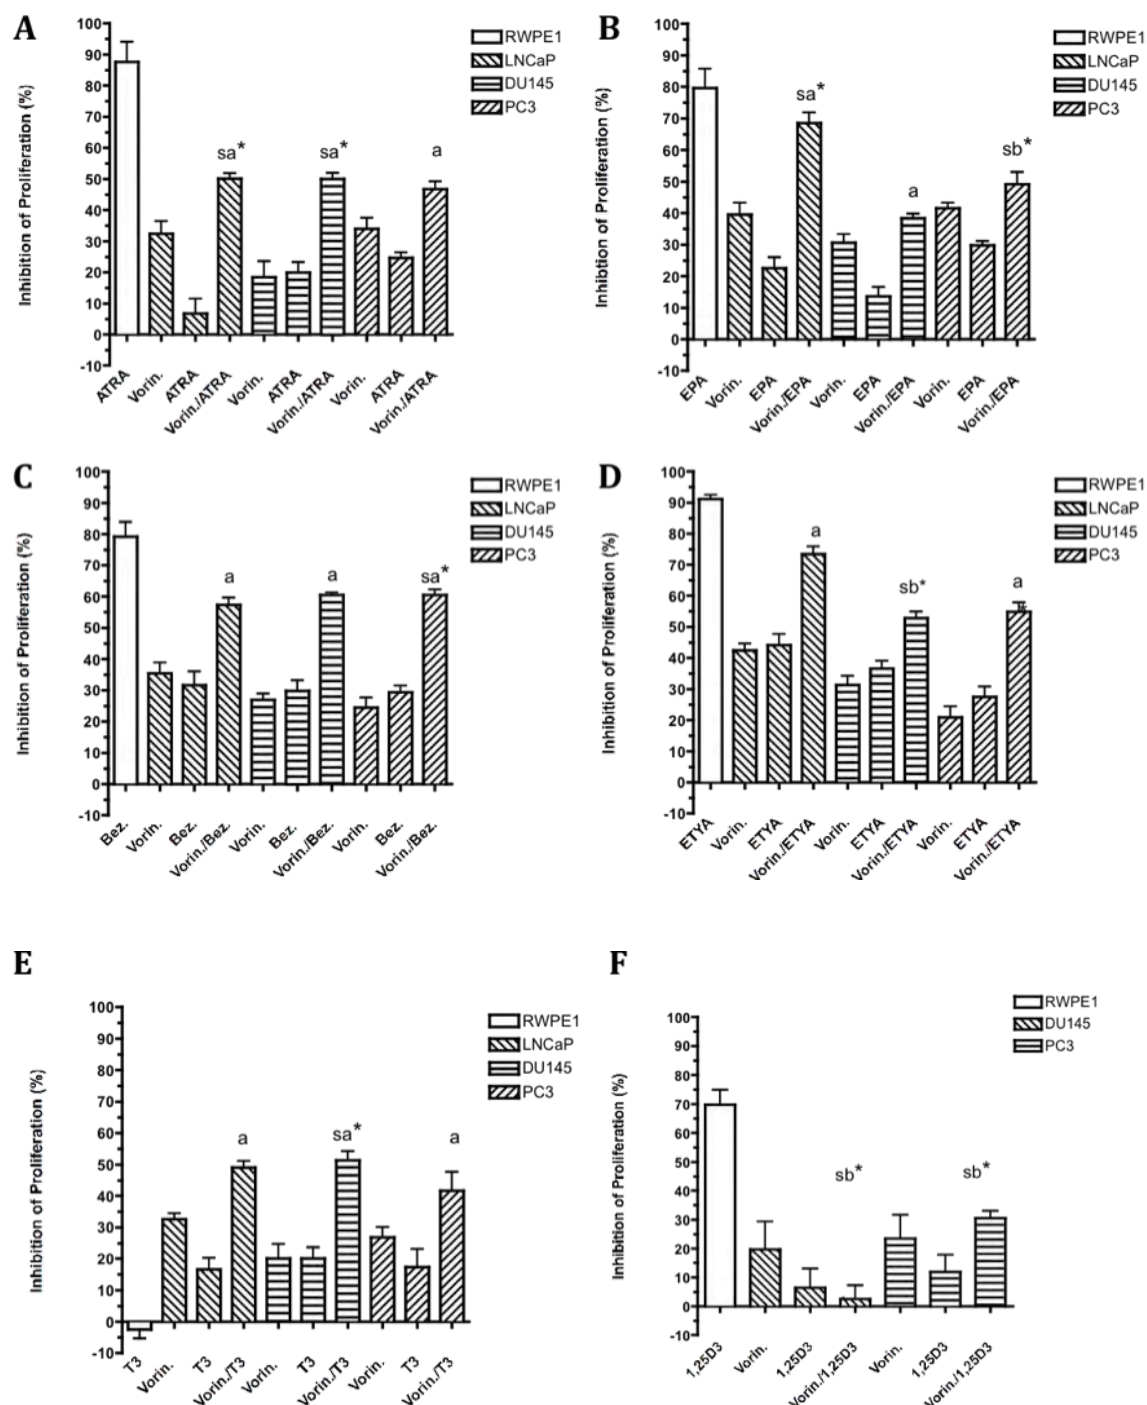 A
Inhibition of Proliferation (%)
100
90
80
70
60
50
40
30
20
10
0
-10
sa*
sa*
a
RWPE1
LNCaP
DU145
PC3
ATRA
Vorin.
ATRA
Vorin./ATRA
Vorin.
ATRA
Vorin./ATRA
Vorin.
ATRA
Vorin./ATRA
B
Inhibtion of Proliferation (%)
100
90
80
70
60
50
40
30
20
10
0
-10
sa*
a
sb*
RWPE1
LNCaP
DU145
PC3
EPA
Vorin.
EPA
Vorin./EPA
Vorin.
EPA
Vorin./EPA
Vorin.
EPA
Vorin./EPA
C
Inhibition of Proliferation (%)
100
90
80
70
60
50
40
30
20
10
0
-10
a
a
sa*
RWPE1
LNCaP
DU145
PC3
Bez.
Vorin.
Bez.
Vorin./Bez.
Vorin.
Bez.
Vorin./Bez.
Vorin.
Bez.
Vorin./Bez.
D
Inhibition of Proliferation (%)
100
90
80
70
60
50
40
30
20
10
0
-10
a
sb*
a
RWPE1
LNCaP
DU145
PC3
ETYA
Vorin.
ETYA
Vorin./ETYA
Vorin.
ETYA
Vorin./ETYA
Vorin.
ETYA
Vorin./ETYA
E
Inhibition of Proliferation (%)
100
90
80
70
60
50
40
30
20
10
0
-10
a
sa*
a
RWPE1
LNCaP
DU145
PC3
T3
Vorin.
T3
Vorin./T3
Vorin.
T3
Vorin./T3
Vorin.
T3
Vorin./T3
F
Inhibition of Proliferation (%)
100
90
80
70
60
50
40
30
20
10
0
-10
sb*
sb*
RWPE1
DU145
PC3
1,25D3
Vorin.
1,25D3
Vorin./1,25D3
Vorin.
1,25D3
Vorin./1,25D3